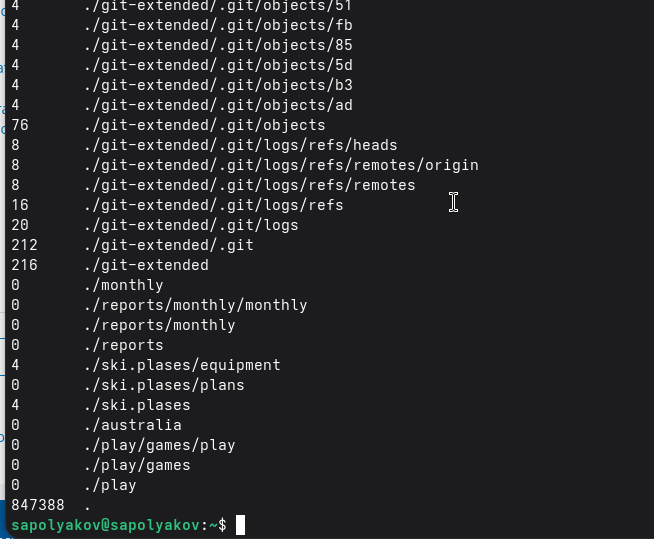 4 ./git-extended/.git/objects/51
4 ./git-extended/.git/objects/fb
4 ./git-extended/.git/objects/85
4 ./git-extended/.git/objects/5d
4 ./git-extended/.git/objects/b3
4 ./git-extended/.git/objects/ad
76 ./git-extended/.git/objects
8 ./git-extended/.git/logs/refs/heads
8 ./git-extended/.git/logs/refs/remotes/origin
8 ./git-extended/.git/logs/refs/remotes
16 ./git-extended/.git/logs/refs
20 ./git-extended/.git/logs
212 ./git-extended/.git
216 ./git-extended
0 ./monthly
0 ./reports/monthly/monthly
0 ./reports/monthly
0 ./reports
4 ./ski.plases/equipment
0 ./ski.plases/plans
4 ./ski.plases
0 ./australia
0 ./play/games/play
0 ./play/games
0 ./play
847388 .
sapolyakov@sapolyakov:~$